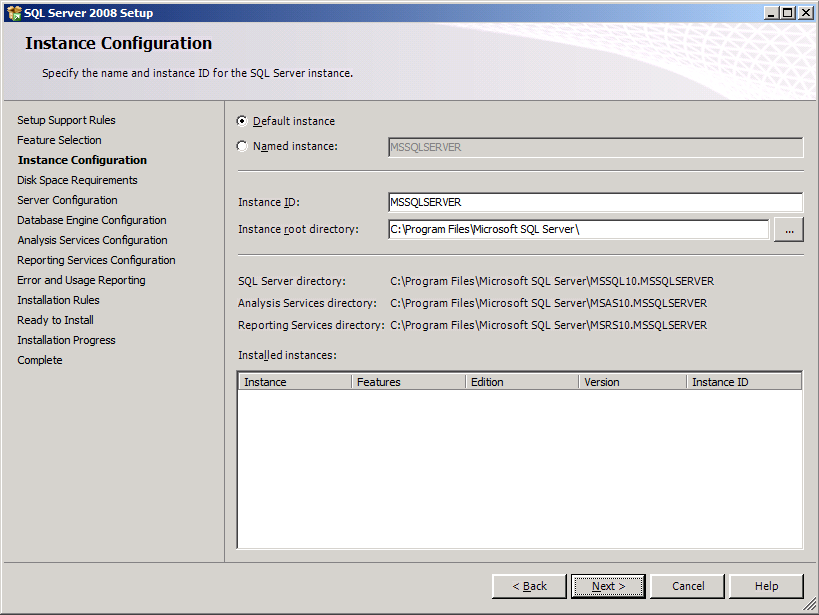 SQL Server 2008 Setup
Instance Configuration
Specify the name and instance ID for the SQL Server instance.
Setup Support Rules
Feature Selection
Instance Configuration
Disk Space Requirements
Server Configuration
Database Engine Configuration
Analysis Services Configuration
Reporting Services Configuration
Error and Usage Reporting
Installation Rules
Ready to Install
Installation Progress
Complete
Default instance
Named instance: MSSQLSERVER
Instance ID: MSSQLSERVER
Instance root directory: C:\Program Files\Microsoft SQL Server\ ...
SQL Server directory: C:\Program Files\Microsoft SQL Server\MSSQL10.MSSQLSERVER
Analysis Services directory: C:\Program Files\Microsoft SQL Server\MSAS10.MSSQLSERVER
Reporting Services directory: C:\Program Files\Microsoft SQL Server\MSRS10.MSSQLSERVER
Installed instances:
Instance Features Edition Version Instance ID
< Back Next > Cancel Help